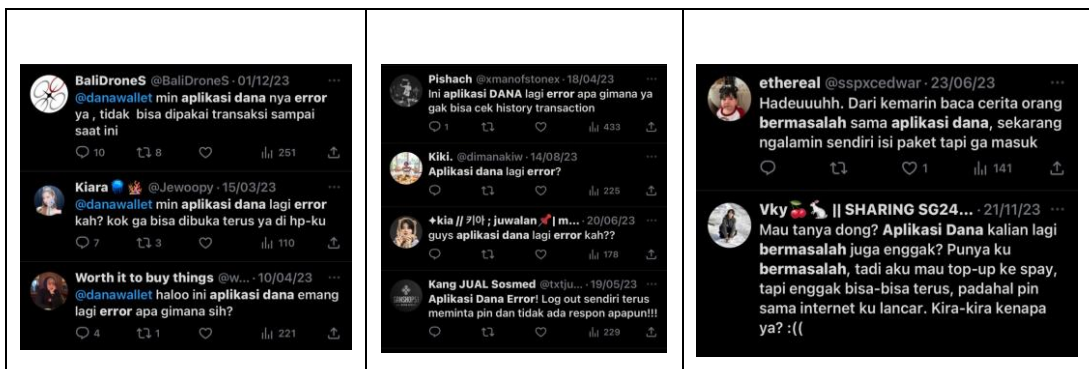 BaliDroneS @BaliDroneS · 01/12/23
@danawallet min aplikasi dana nya error
ya , tidak bisa dipakai transaksi sampai
saat ini
10 8 251
Kiara @Jewoopy · 15/03/23
@danawallet min aplikasi dana lagi error
kah? kok ga bisa dibuka terus ya di hp-ku
7 3 110
Worth it to buy things @w... · 10/04/23
@danawallet haloo ini aplikasi dana emang
lagi error apa gimana sih?
4 1 221
Pishach @xmanofstonex · 18/04/23
Ini aplikasi DANA lagi error apa gimana ya
gak bisa cek history transaction
1 433
Kiki. @dimanakiw · 14/08/23
Aplikasi dana lagi error?
225
✦kia // 키아 ; juwalan 📌| m... · 20/06/23
guys aplikasi dana lagi error kah??
178
Kang JUAL Sosmed @txtju... · 19/05/23
Aplikasi Dana Error! Log out sendiri terus
meminta pin dan tidak ada respon apapun!!!
229
ethereal @sspxcedwar · 23/06/23
Hadeuuuhh. Dari kemarin baca cerita orang
bermasalah sama aplikasi dana, sekarang
ngalamin sendiri isi paket tapi ga masuk
1 141
Vky 🍒 🐇 || SHARING SG24... · 21/11/23
Mau tanya dong? Aplikasi Dana kalian lagi
bermasalah juga enggak? Punya ku
bermasalah, tadi aku mau top-up ke spay,
tapi enggak bisa-bisa terus, padahal pin
sama internet ku lancar. Kira-kira kenapa
ya? :((